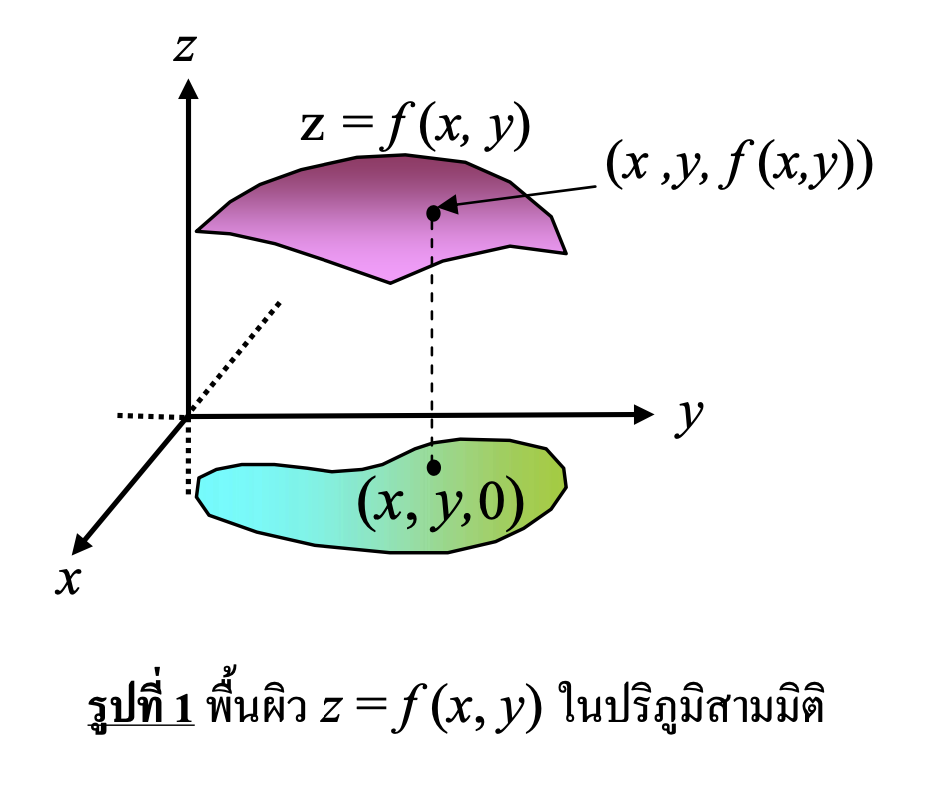 z
z = f (x, y)
(x ,y, f (x,y))
y
(x, y,0)
x
รูปที่ 1 พื้นผิว z = f (x, y) ในปริภูมิสามมิติ